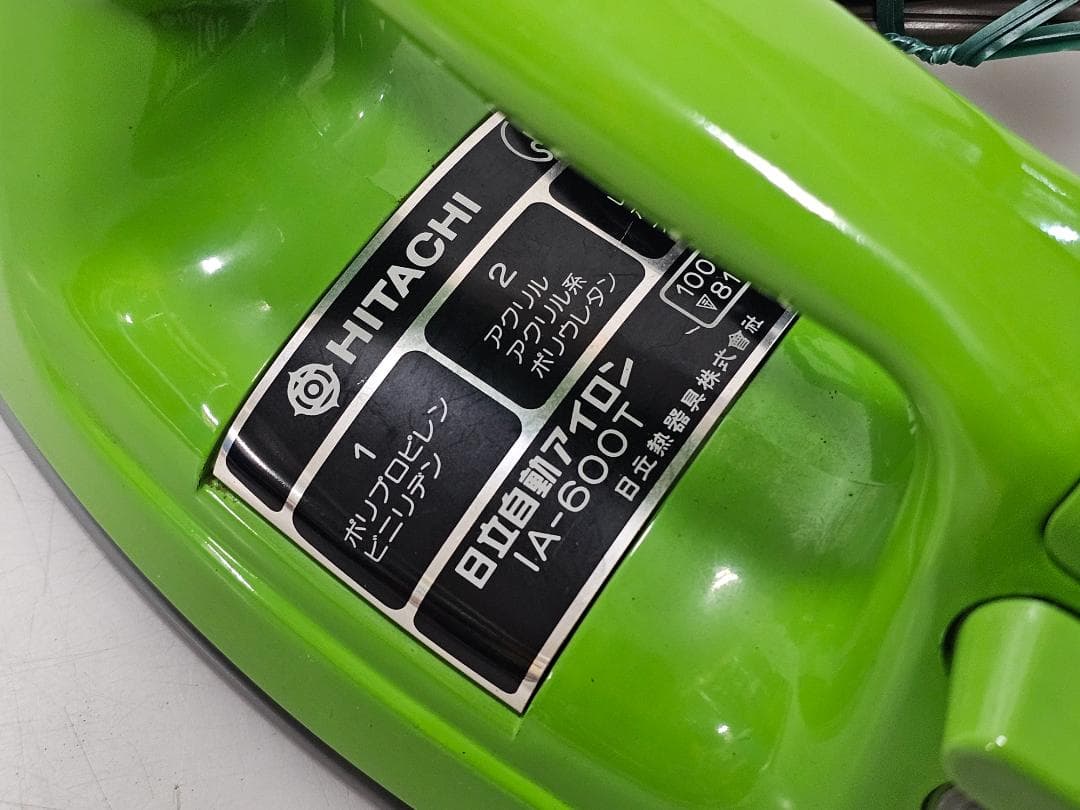 HITACHI
1
ポリプロピレン
ビニリデン
2
アクリル
アクリル系
ポリウレタン
日立自動アイロン
IA-600T
100
81
日立熱器具株式會社